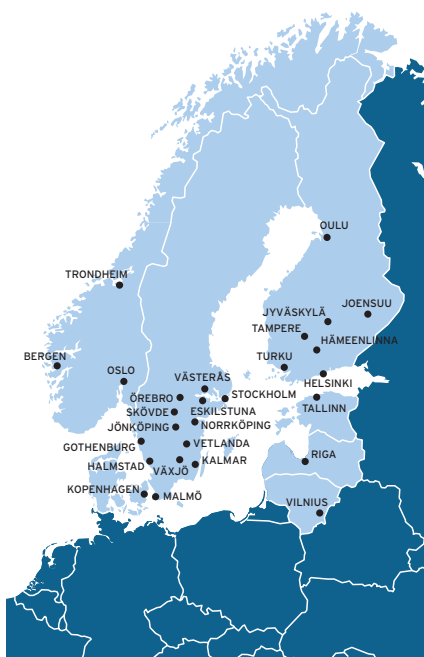 OULU
TRONDHEIM
JOENSUU
JYVÄSKYLÄ
TAMPERE
HÄMEENLINNA
BERGEN
TURKU
OSLO
VÄSTERÅS
HELSINKI
STOCKHOLM
ÖREBRO
TALLINN
SKÖVDE
ESKILSTUNA
JÖNKÖPING
NORRKÖPING
GOTHENBURG
VETLANDA
RIGA
HALMSTAD
VÄXJÖ
KALMAR
KOPENHAGEN
MALMÖ
VILNIUS